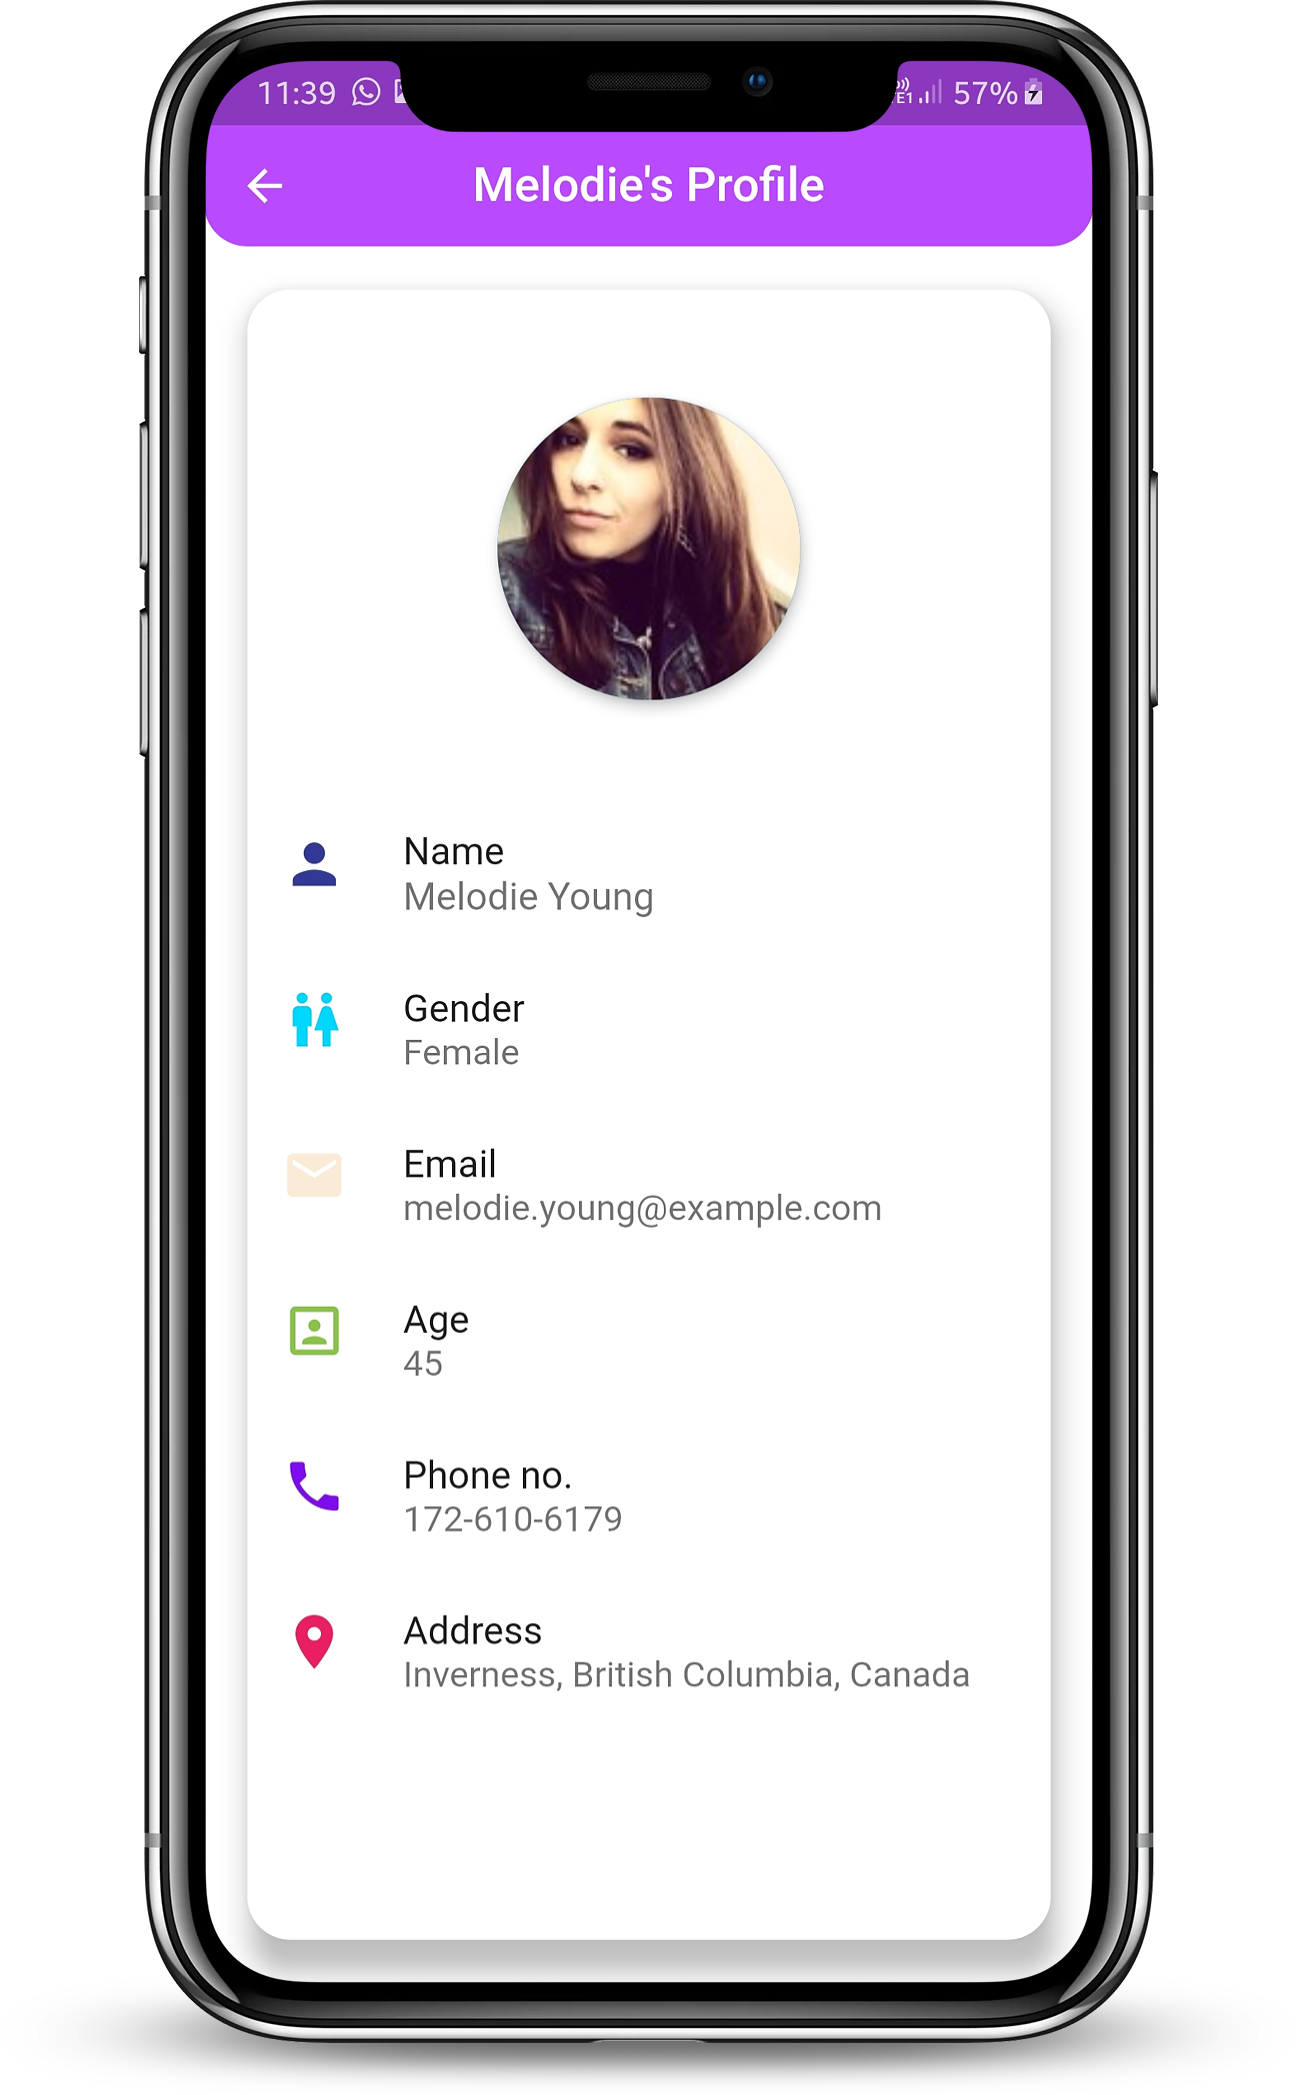 11:39 57%
Melodie's Profile
Name
Melodie Young
Gender
Female
Email
melodie.young@example.com
Age
45
Phone no.
172-610-6179
Address
Inverness, British Columbia, Canada